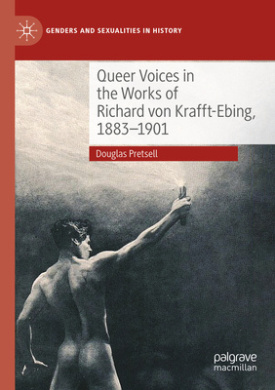 GENDERS AND SEXUALITIES IN HISTORY
Queer Voices in
the Works of
Richard von Krafft-Ebing,
1883–1901
Douglas Pretsell
palgrave
macmillan